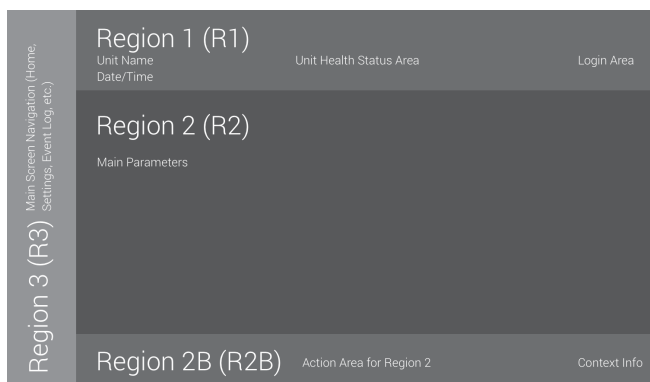 Region 3 (R3)
Main Screen Navigation (Home,
Settings, Event Log, etc.)
Region 1 (R1)
Unit Name
Date/Time
Unit Health Status Area
Login Area
Region 2 (R2)
Main Parameters
Region 2B (R2B)
Action Area for Region 2
Context Info